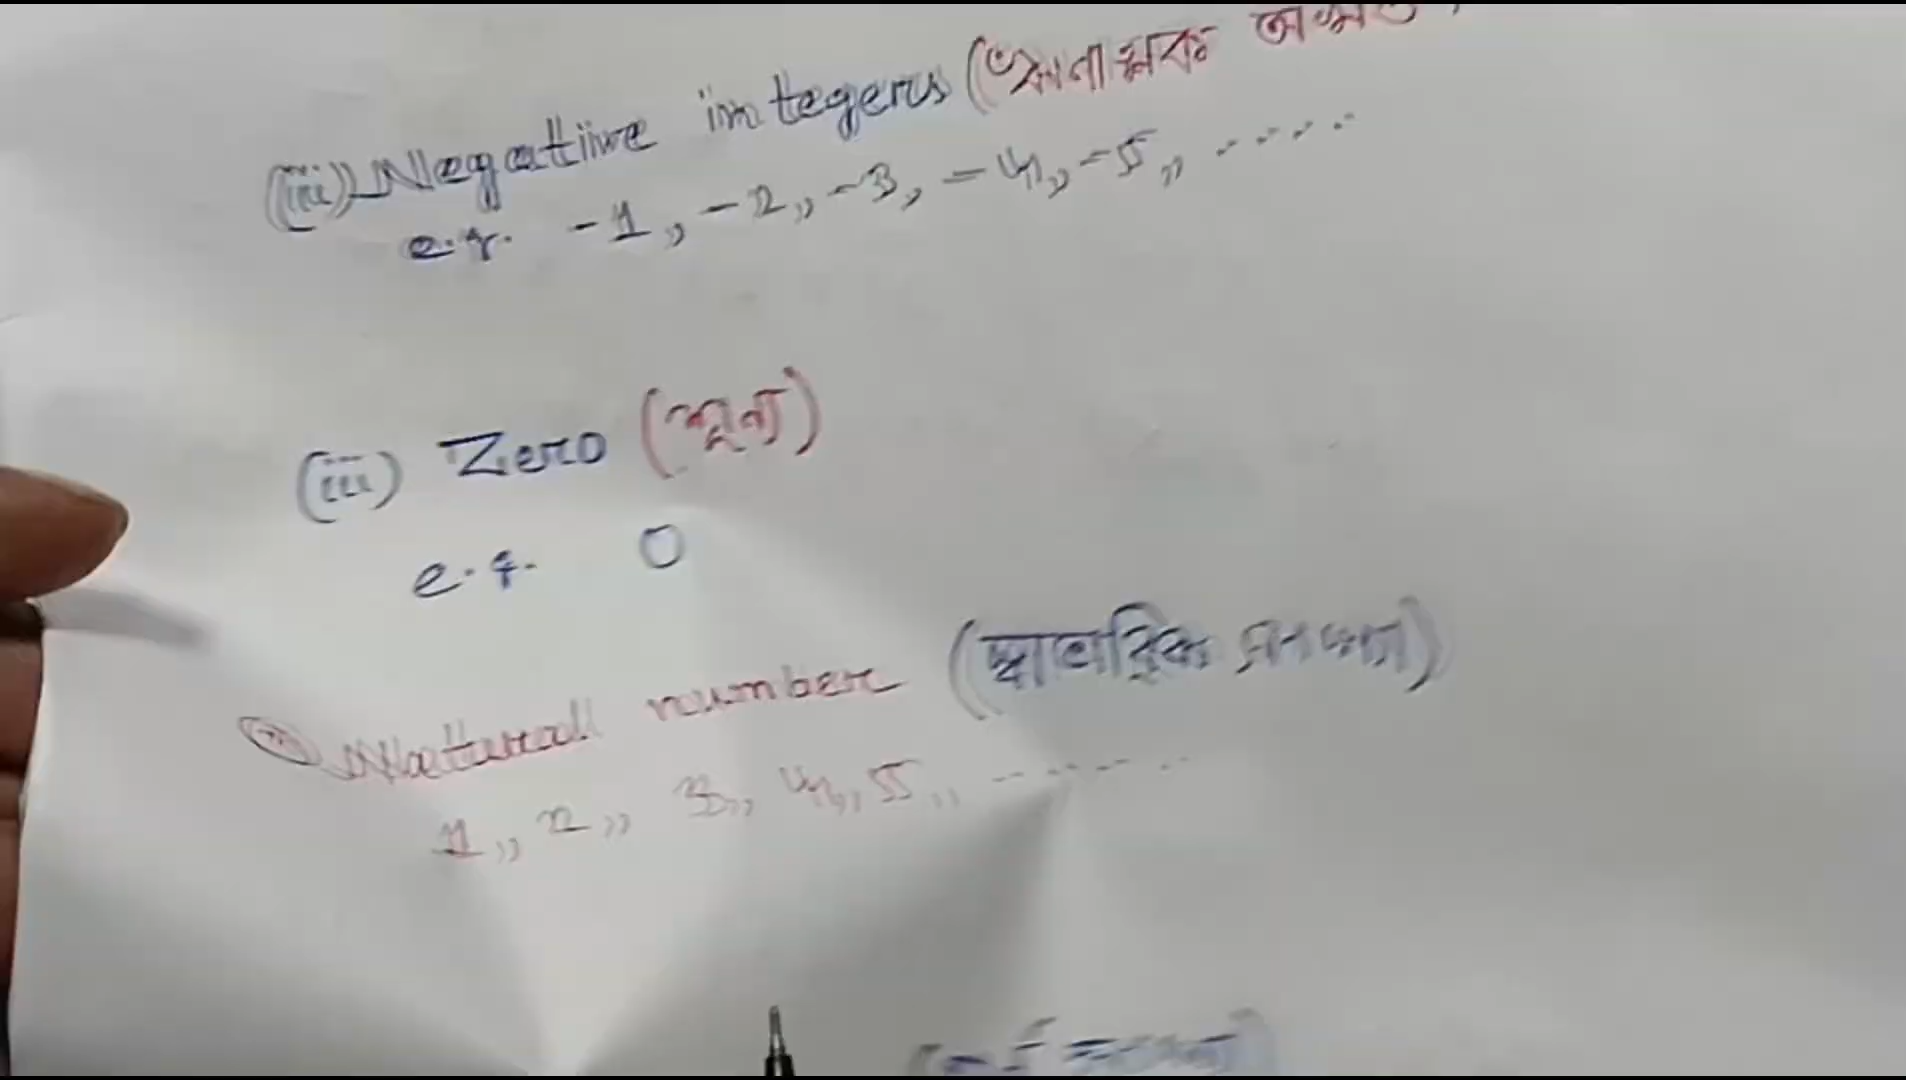 (ii) Negative integers (ঋণাত্মক
e.g. -1, -2, -3, -4, -5, .....
(iii) Zero (শূন্য)
e.g. 0
Natural number (স্বাভাবিক সংখ্যা)
1, 2, 3, 4, 5, ........